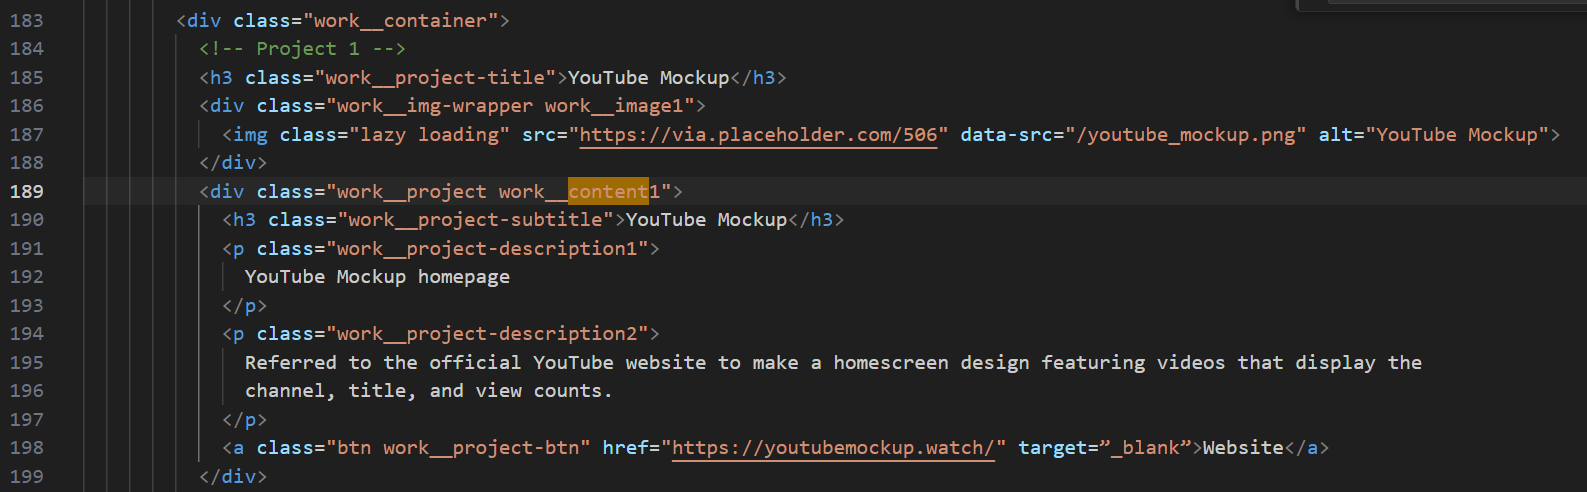 183 <div class="work__container">
184 <!-- Project 1 -->
185 <h3 class="work__project-title">YouTube Mockup</h3>
186 <div class="work__img-wrapper work__image1">
187 <img class="lazy loading" src="https://via.placeholder.com/506" data-src="/youtube_mockup.png" alt="YouTube Mockup">
188 </div>
189 <div class="work__project work__content1">
190 <h3 class="work__project-subtitle">YouTube Mockup</h3>
191 <p class="work__project-description1">
192 YouTube Mockup homepage
193 </p>
194 <p class="work__project-description2">
195 Referred to the official YouTube website to make a homescreen design featuring videos that display the
196 channel, title, and view counts.
197 </p>
198 <a class="btn work__project-btn" href="https://youtubemockup.watch/" target=”_blank”>Website</a>
199 </div>